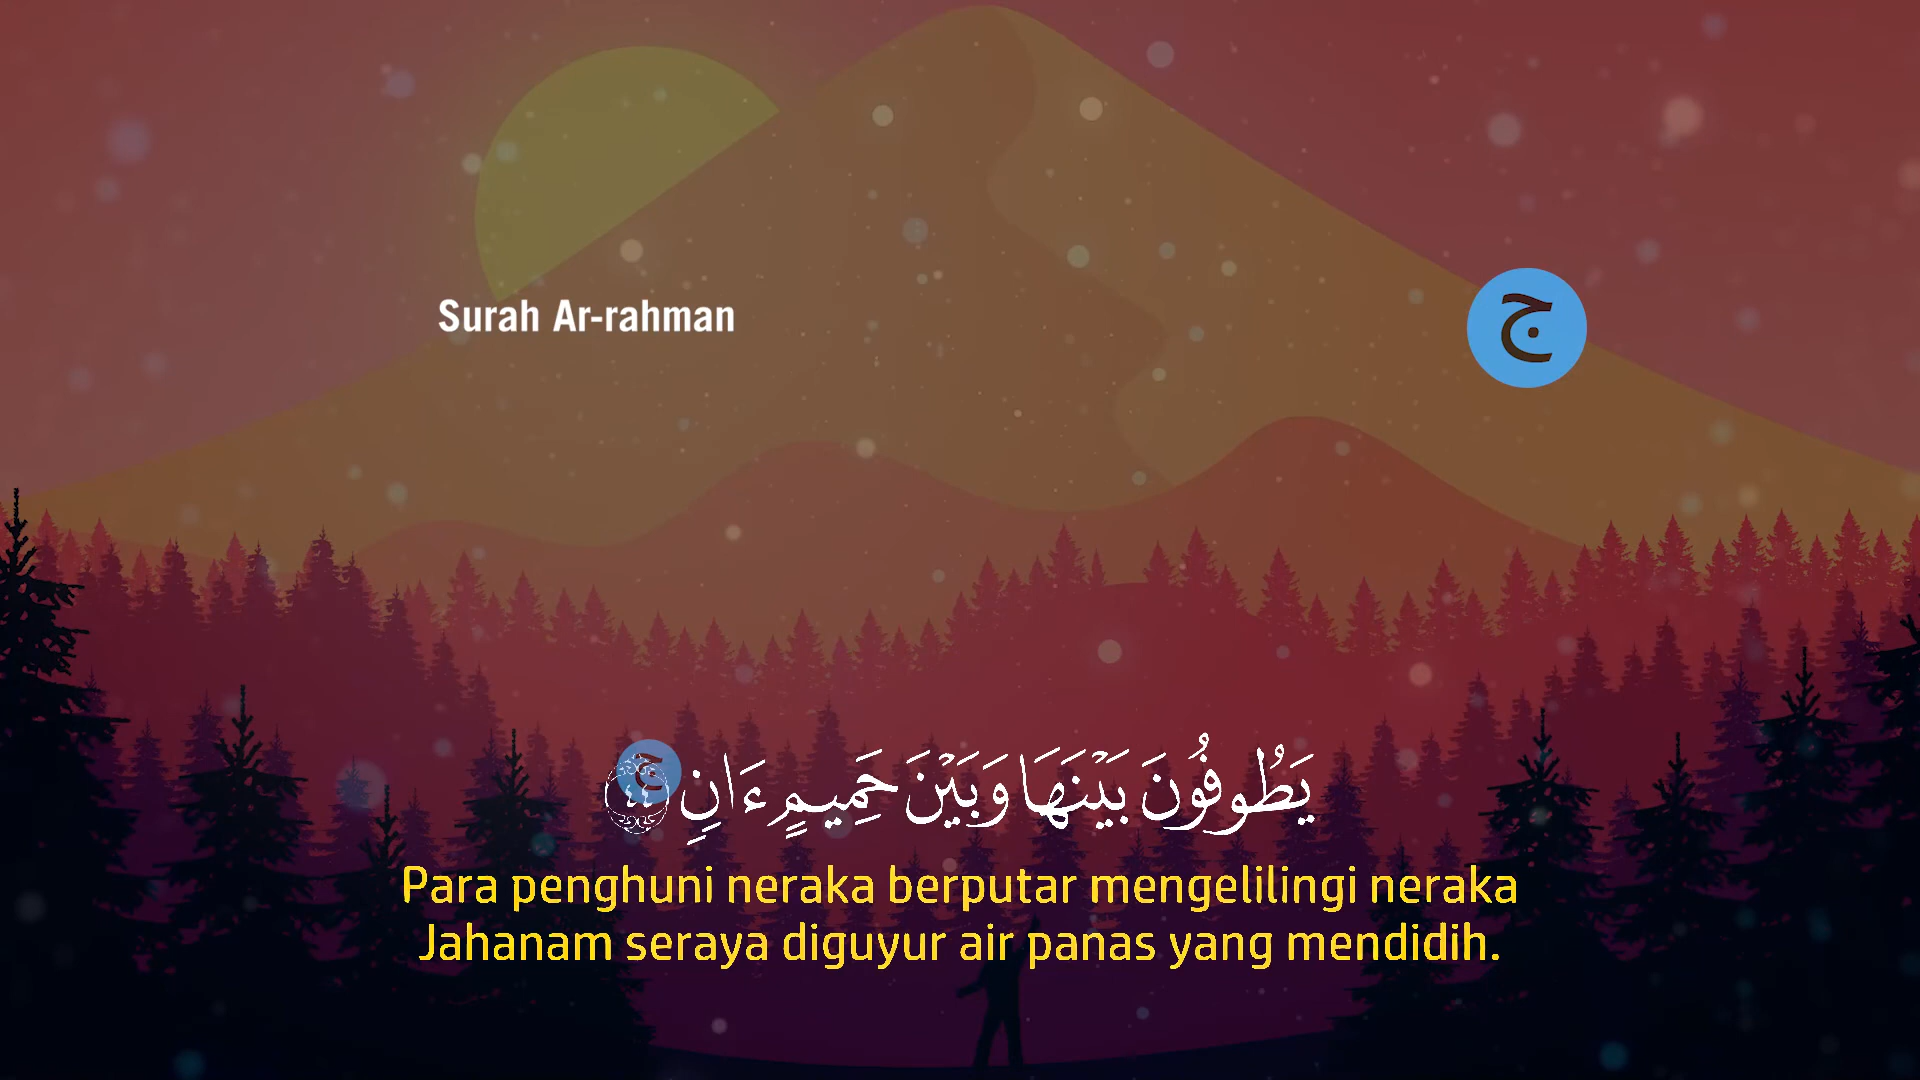 Surah Ar-rahman
ج
يَطُوفُونَ بَيْنَهَا وَبَيْنَ حَمِيمٍ ءَانٍ ٤٤
ج
Para penghuni neraka berputar mengelilingi neraka
Jahanam seraya diguyur air panas yang mendidih.